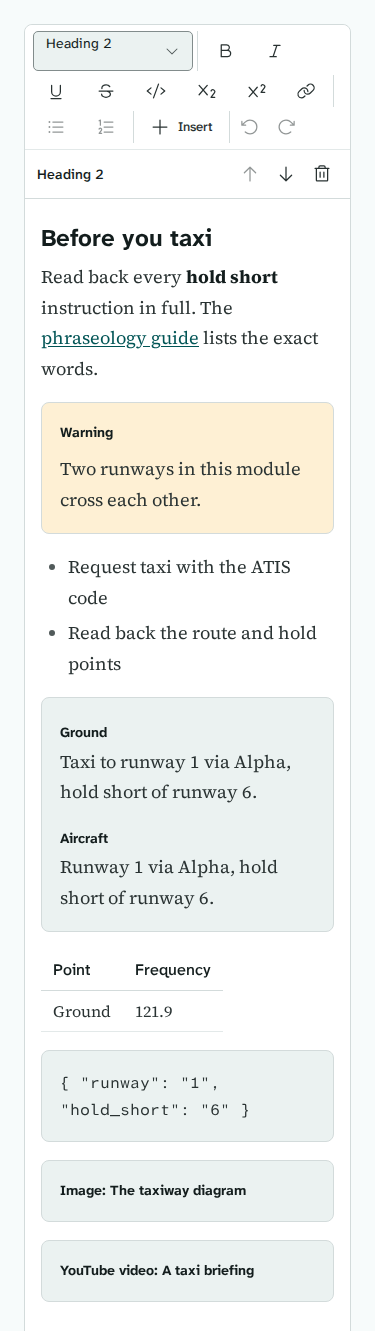 Heading 2
B I
U S </> X2 X2
Insert
Heading 2
Before you taxi
Read back every hold short
instruction in full. The
phraseology guide lists the exact
words.
Warning
Two runways in this module
cross each other.
Request taxi with the ATIS
code
Read back the route and hold
points
Ground
Taxi to runway 1 via Alpha,
hold short of runway 6.
Aircraft
Runway 1 via Alpha, hold
short of runway 6.
Point Frequency
Ground 121.9
{ "runway": "1",
"hold_short": "6" }
Image: The taxiway diagram
YouTube video: A taxi briefing